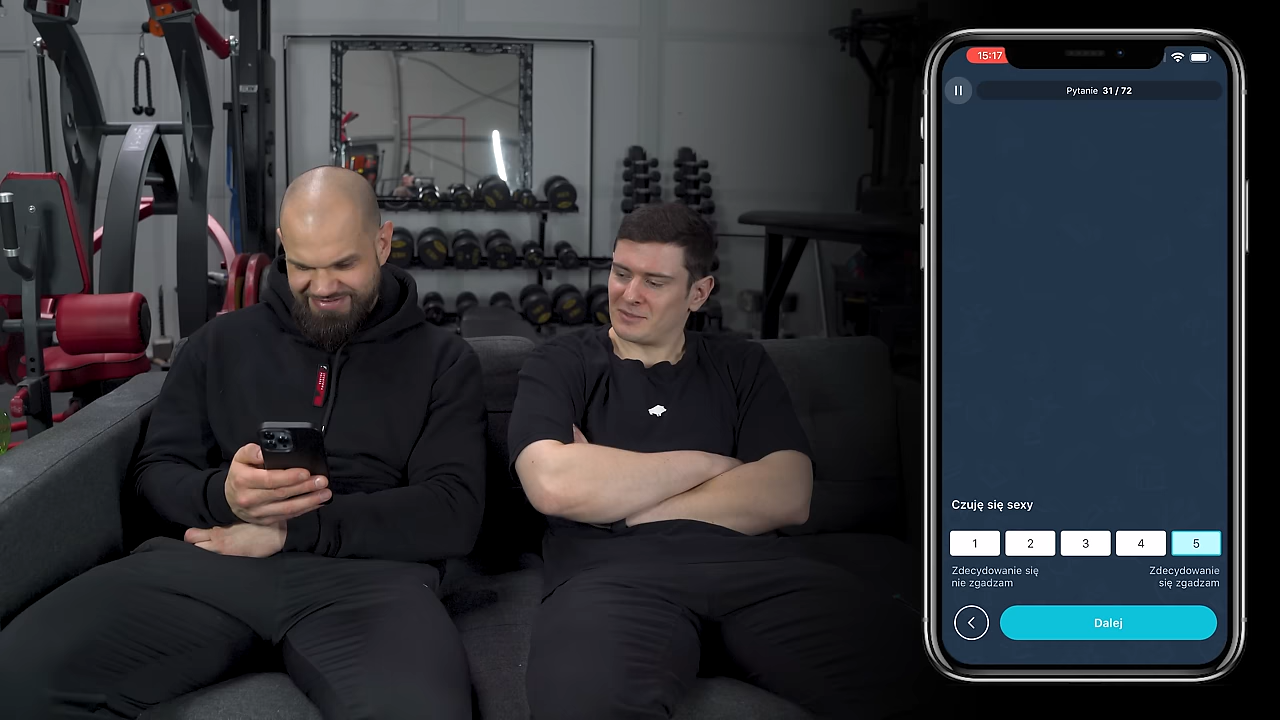 15:17
Pytanie 31 / 72
Czuję się sexy
1 2 3 4 5
Zdecydowanie się
nie zgadzam
Zdecydowanie
się zgadzam
Dalej